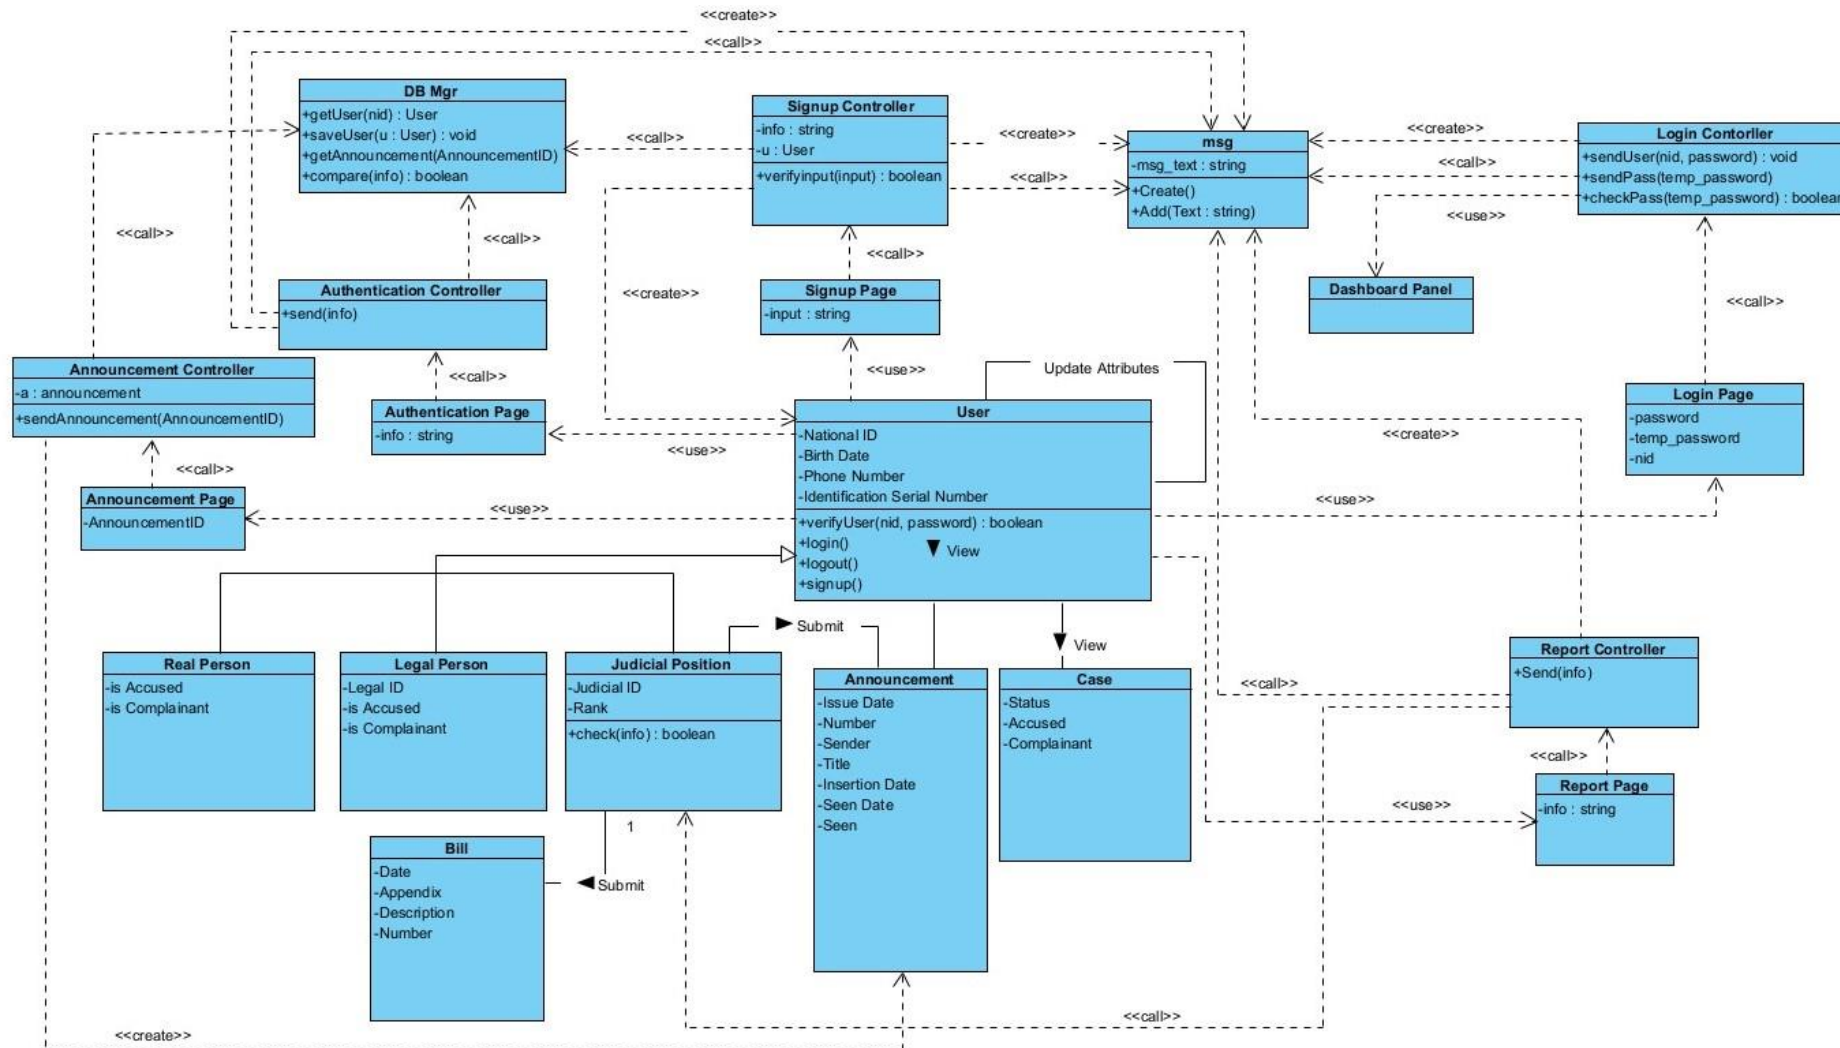 <<create>>
<<call>>
DB Mgr
+getUser(nid) : User
+saveUser(u : User) : void
+getAnnouncement(AnnouncementID)
+compare(info) : boolean
<<call>>
Signup Controller
-info : string
-u : User
+verifyinput(input) : boolean
<<create>>
<<call>>
msg
-msg_text : string
+Create()
+Add(Text : string)
<<create>>
<<call>>
<<use>>
Login Contorller
+sendUser(nid, password) : void
+sendPass(temp_password)
+checkPass(temp_password) : boolean
<<call>>
<<call>>
<<call>>
Authentication Controller
+send(info)
<<create>>
Signup Page
-input : string
Dashboard Panel
<<call>>
Announcement Controller
-a : announcement
+sendAnnouncement(AnnouncementID)
<<call>>
<<use>>
Update Attributes
Authentication Page
-info : string
<<use>>
User
-National ID
-Birth Date
-Phone Number
-Identification Serial Number
+verifyUser(nid, password) : boolean
+login()
+logout()
+signup()
View
<<create>>
Login Page
-password
-temp_password
-nid
<<call>>
Announcement Page
-AnnouncementID
<<use>>
<<use>>
Submit
View
Real Person
-is Accused
-is Complainant
Legal Person
-Legal ID
-is Accused
-is Complainant
Judicial Position
-Judicial ID
-Rank
+check(info) : boolean
Announcement
-Issue Date
-Number
-Sender
-Title
-Insertion Date
-Seen Date
-Seen
Case
-Status
-Accused
-Complainant
<<call>>
Report Controller
+Send(info)
<<call>>
Report Page
-info : string
<<use>>
1
Bill
-Date
-Appendix
-Description
-Number
Submit
<<call>>
<<create>>